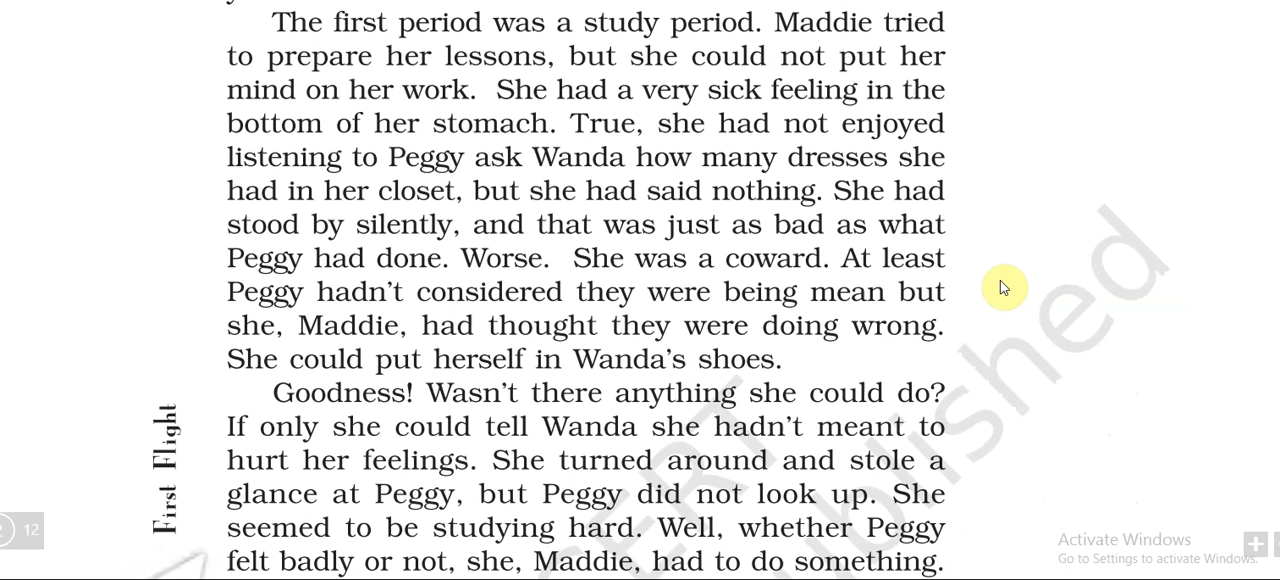 The first period was a study period. Maddie tried
to prepare her lessons, but she could not put her
mind on her work. She had a very sick feeling in the
bottom of her stomach. True, she had not enjoyed
listening to Peggy ask Wanda how many dresses she
had in her closet, but she had said nothing. She had
stood by silently, and that was just as bad as what
Peggy had done. Worse. She was a coward. At least
Peggy hadn't considered they were being mean but
she, Maddie, had thought they were doing wrong.
She could put herself in Wanda's shoes.
Goodness! Wasn't there anything she could do?
If only she could tell Wanda she hadn't meant to
hurt her feelings. She turned around and stole a
glance at Peggy, but Peggy did not look up. She
seemed to be studying hard. Well, whether Peggy
felt badly or not, she, Maddie, had to do something.
First Flight
12
Activate Windows
Go to Settings to activate Windows.